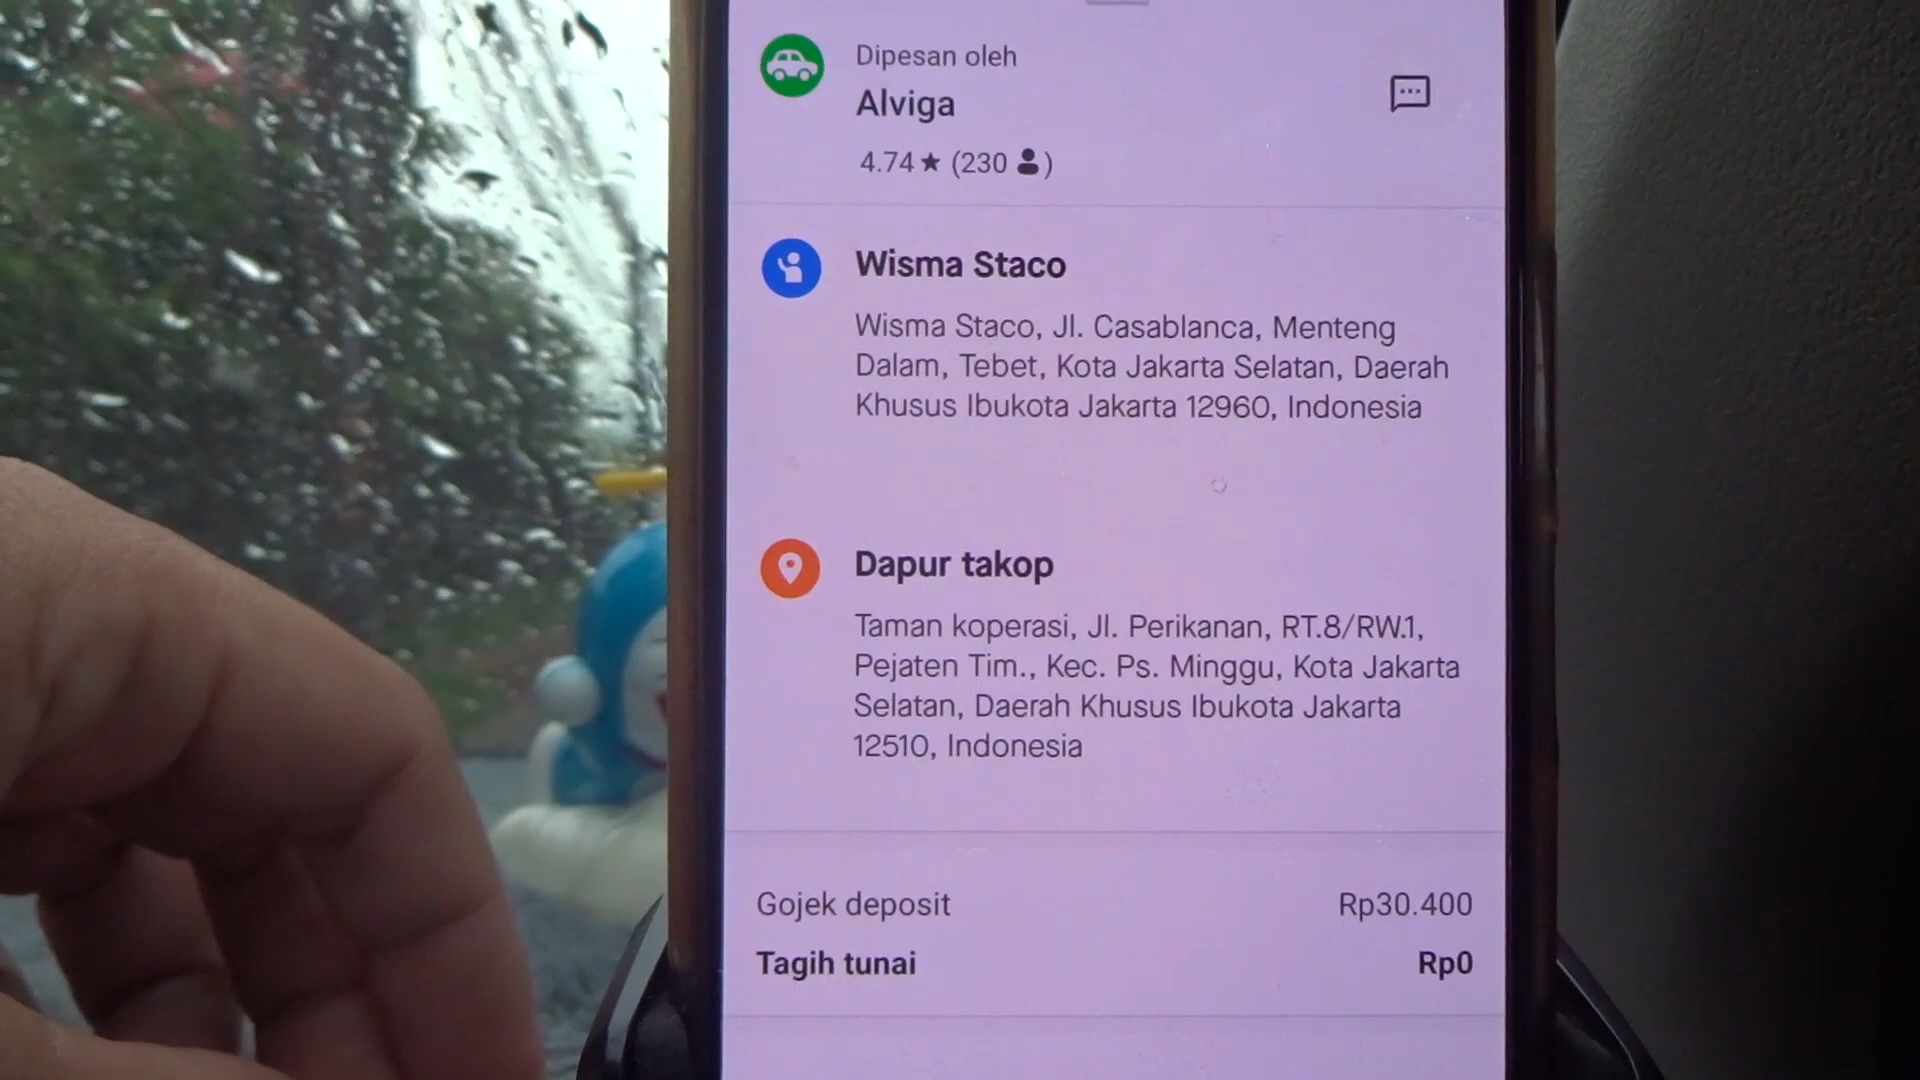 Dipesan oleh
Alviga
4.74 ★ (230 )
Wisma Staco
Wisma Staco, Jl. Casablanca, Menteng
Dalam, Tebet, Kota Jakarta Selatan, Daerah
Khusus Ibukota Jakarta 12960, Indonesia
Dapur takop
Taman koperasi, Jl. Perikanan, RT.8/RW.1,
Pejaten Tim., Kec. Ps. Minggu, Kota Jakarta
Selatan, Daerah Khusus Ibukota Jakarta
12510, Indonesia
Gojek deposit Rp30.400
Tagih tunai Rp0